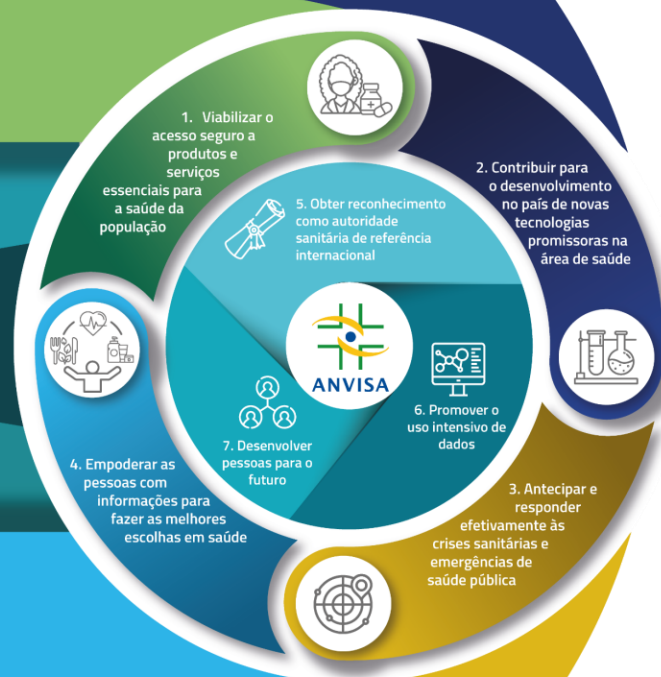 1. Viabilizar o
acesso seguro a
produtos e
serviços
essenciais para
a saúde da
população
2. Contribuir para
o desenvolvimento
no país de novas
tecnologias
promissoras na
área de saúde
3. Antecipar e
responder
efetivamente às
crises sanitárias e
emergências de
saúde pública
4. Empoderar as
pessoas com
informações para
fazer as melhores
escolhas em saúde
5. Obter reconhecimento
como autoridade
sanitária de referência
internacional
6. Promover o
uso intensivo de
dados
7. Desenvolver
pessoas para o
futuro
ANVISA